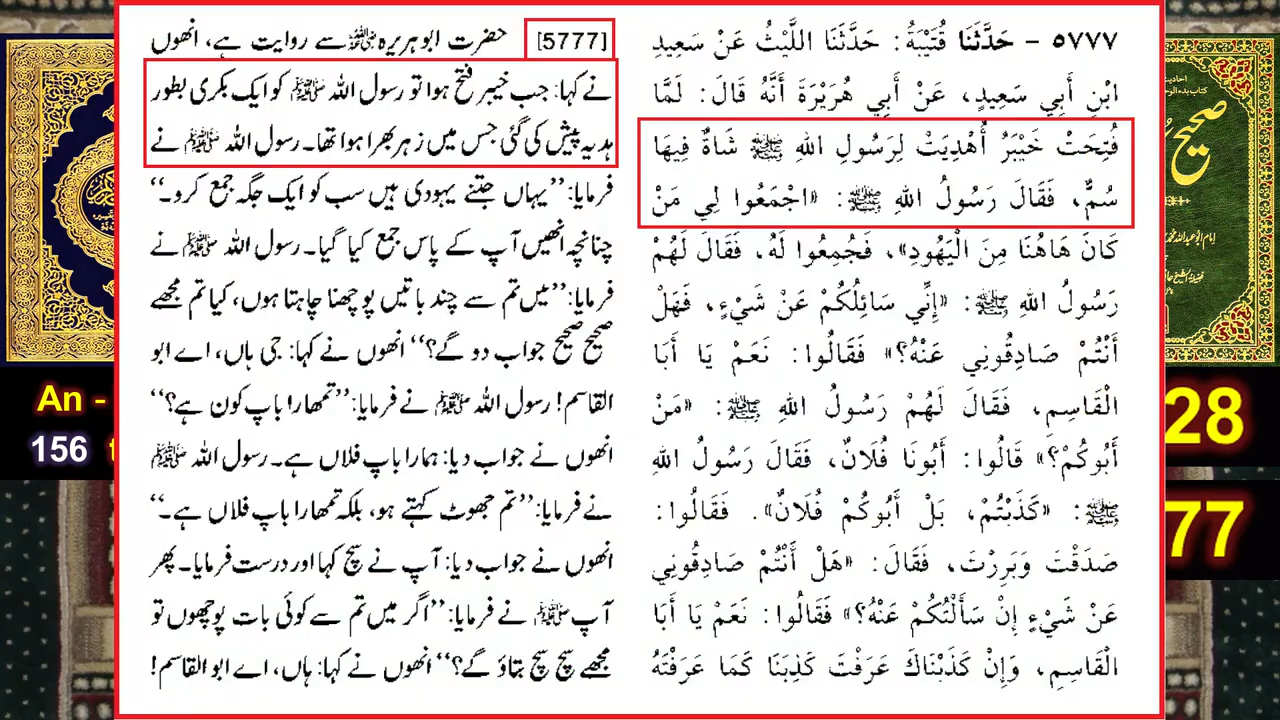 ٥٧٧٧ - حَدَّثَنَا قُتَيْبَةُ: حَدَّثَنَا اللَّيْثُ عَنْ سَعِيدِ
ابْنِ أَبِي سَعِيدٍ، عَنْ أَبِي هُرَيْرَةَ أَنَّهُ قَالَ: لَمَّا
فُتِحَتْ خَيْبَرُ أُهْدِيَتْ لِرَسُولِ اللهِ ﷺ شَاةٌ فِيهَا
سُمٌّ، فَقَالَ رَسُولُ اللهِ ﷺ: «اجْمَعُوا لِي مَنْ
كَانَ هَاهُنَا مِنَ الْيَهُودِ»، فَجُمِعُوا لَهُ، فَقَالَ لَهُمْ
رَسُولُ اللهِ ﷺ: «إِنِّي سَائِلُكُمْ عَنْ شَيْءٍ، فَهَلْ
أَنْتُمْ صَادِقُونِي عَنْهُ؟» فَقَالُوا: نَعَمْ يَا أَبَا
الْقَاسِمِ، فَقَالَ لَهُمْ رَسُولُ اللهِ ﷺ: «مَنْ
أَبُوكُمْ؟» قَالُوا: أَبُونَا فُلَانٌ، فَقَالَ رَسُولُ اللهِ
ﷺ: «كَذَبْتُمْ، بَلْ أَبُوكُمْ فُلَانٌ». فَقَالُوا:
صَدَقْتَ وَبَرِرْتَ، فَقَالَ: «هَلْ أَنْتُمْ صَادِقُونِي
عَنْ شَيْءٍ إِنْ سَأَلْتُكُمْ عَنْهُ؟» فَقَالُوا: نَعَمْ يَا أَبَا
الْقَاسِمِ، وَإِنْ كَذَبْنَاكَ عَرَفْتَ كَذِبَنَا كَمَا عَرَفْتَهُ
[5777] حضرت ابوہریرہ ؓ سے روایت ہے، انھوں
نے کہا: جب خیبر فتح ہوا تو رسول اللہ ﷺ کو ایک بکری بطور
ہدیہ پیش کی گئی جس میں زہر بھرا ہوا تھا۔ رسول اللہ ﷺ نے
فرمایا: ’’یہاں جتنے یہودی ہیں سب کو ایک جگہ جمع کرو۔‘‘
چنانچہ انھیں آپ کے پاس جمع کیا گیا۔ رسول اللہ ﷺ نے
فرمایا: ’’میں تم سے چند باتیں پوچھنا چاہتا ہوں، کیا تم مجھے
صحیح صحیح جواب دو گے؟‘‘ انھوں نے کہا: جی ہاں، اے ابو
القاسم! رسول اللہ ﷺ نے فرمایا: ’’تمھارا باپ کون ہے؟‘‘
انھوں نے جواب دیا: ہمارا باپ فلاں ہے۔ رسول اللہ ﷺ
نے فرمایا: ’’تم جھوٹ کہتے ہو، بلکہ تمھارا باپ فلاں ہے۔‘‘
انھوں نے جواب دیا: آپ نے سچ کہا اور درست فرمایا۔ پھر
آپ ﷺ نے فرمایا: ’’اگر میں تم سے کوئی بات پوچھوں تو
مجھے سچ سچ بتاؤ گے؟‘‘ انھوں نے کہا: ہاں، اے ابو القاسم!
An -
156 t
28
77
صحیح